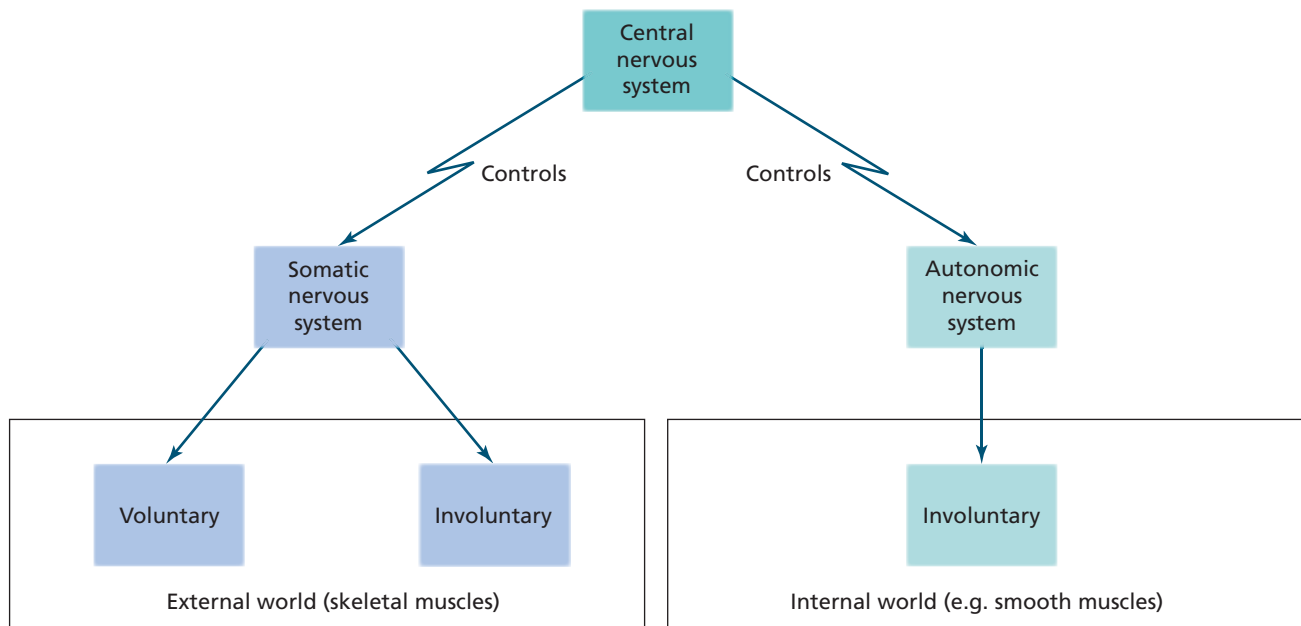 Central
nervous
system
Controls
Controls
Somatic
nervous
system
Autonomic
nervous
system
Voluntary
Involuntary
Involuntary
External world (skeletal muscles)
Internal world (e.g. smooth muscles)